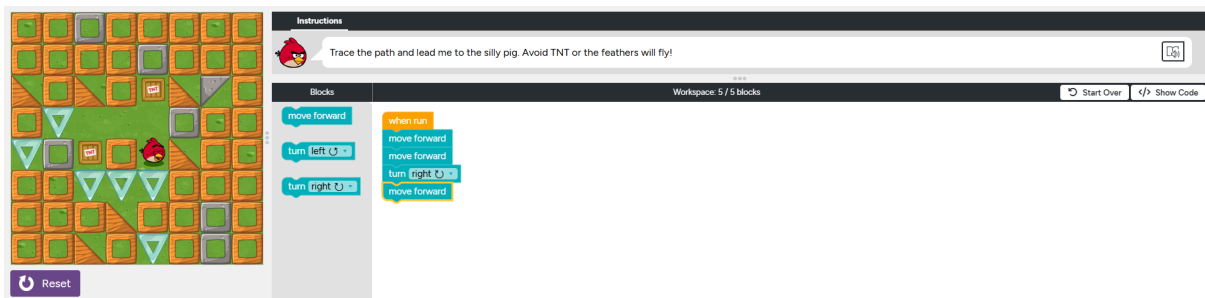 Instructions
Trace the path and lead me to the silly pig. Avoid TNT or the feathers will fly!
Blocks
Workspace: 5 / 5 blocks
Start Over
</> Show Code
move forward
turn left
turn right
when run
move forward
move forward
turn right
move forward
TNT
TNT
Reset